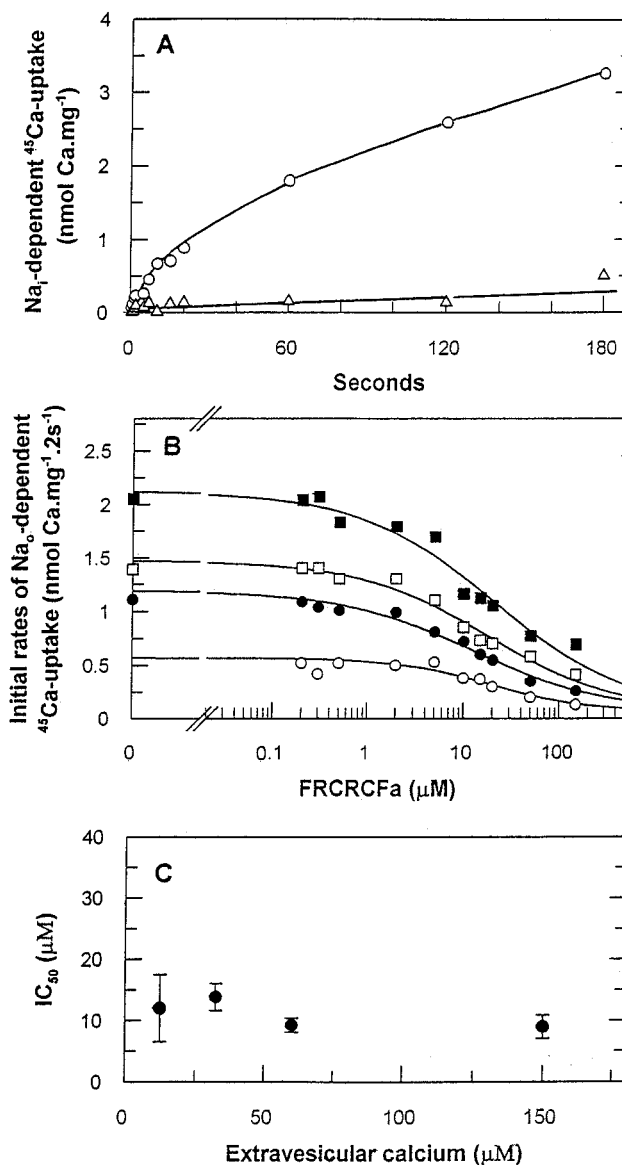 A
Na_i-dependent ⁴⁵Ca-uptake
(nmol Ca.mg⁻¹)
4
3
2
1
0
0 60 120 180
Seconds
B
Initial rates of Na_o-dependent
⁴⁵Ca-uptake (nmol Ca.mg⁻¹.2s⁻¹)
2.5
2
1.5
1
0.5
0
0 0.1 1 10 100
FRCRCFa (μM)
C
IC₅₀ (μM)
40
30
20
10
0
0 50 100 150
Extravesicular calcium (μM)